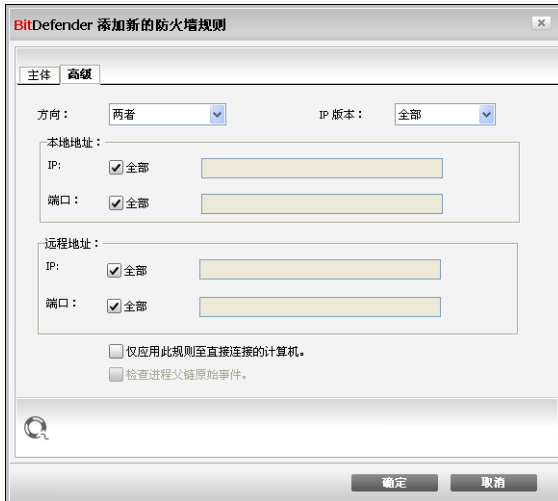 BitDefender 添加新的防火墙规则
主体 高级
方向： 两者 IP 版本： 全部
本地地址：
IP: 全部
端口： 全部
远程地址：
IP: 全部
端口： 全部
仅应用此规则至直接连接的计算机。
检查进程父链原始事件。
确定 取消